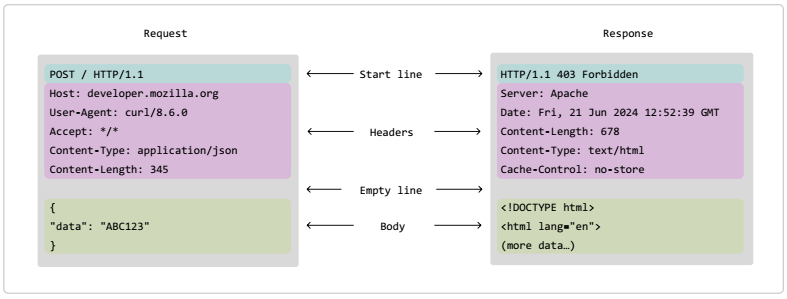 Request
POST / HTTP/1.1
Host: developer.mozilla.org
User-Agent: curl/8.6.0
Accept: */*
Content-Type: application/json
Content-Length: 345
{
"data": "ABC123"
}
Start line
Headers
Empty line
Body
Response
HTTP/1.1 403 Forbidden
Server: Apache
Date: Fri, 21 Jun 2024 12:52:39 GMT
Content-Length: 678
Content-Type: text/html
Cache-Control: no-store
<!DOCTYPE html>
<html lang="en">
(more data…)